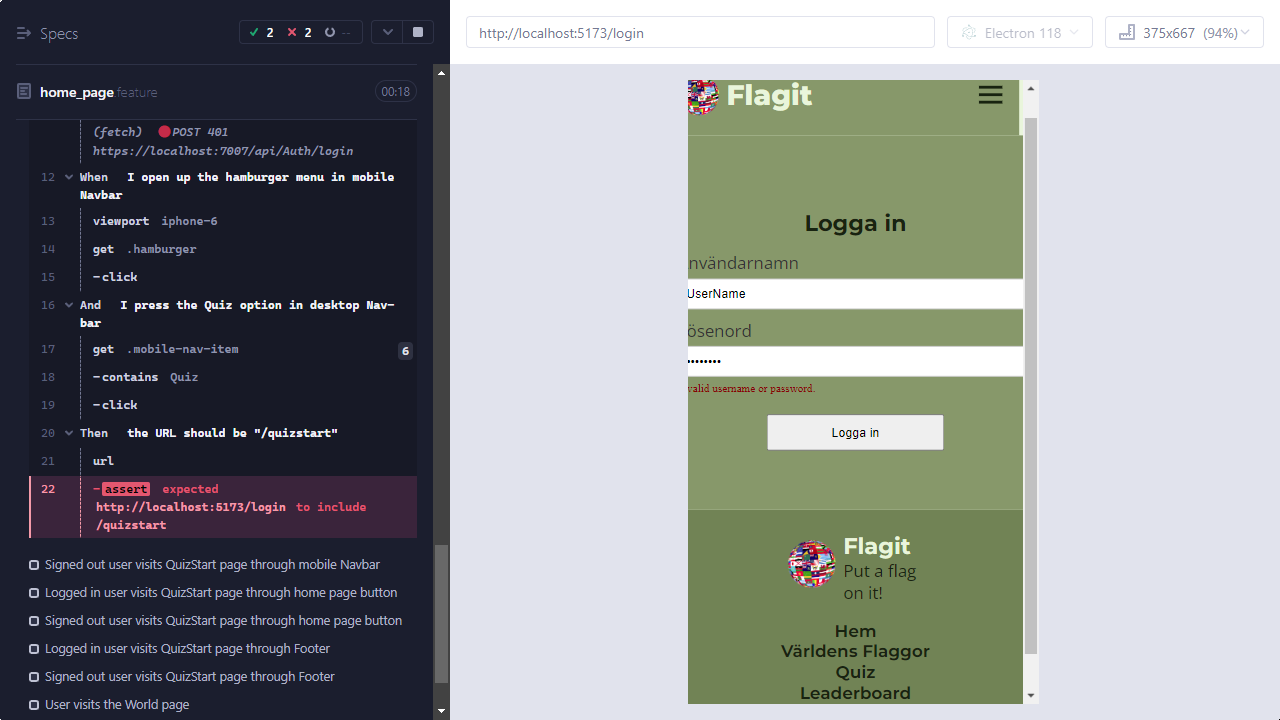 Specs
2
2
--
http://localhost:5173/login
Electron 118
375x667 (94%)
home_page feature
00:18
(fetch) POST 401
https://localhost:7007/api/Auth/login
12 When I open up the hamburger menu in mobile
Navbar
13 viewport iphone-6
14 get .hamburger
15 -click
16 And I press the Quiz option in desktop Nav-
bar
17 get .mobile-nav-item 6
18 -contains Quiz
19 -click
20 Then the URL should be "/quizstart"
21 url
22 -assert expected
http://localhost:5173/login to include
/quizstart
Signed out user visits QuizStart page through mobile Navbar
Logged in user visits QuizStart page through home page button
Signed out user visits QuizStart page through home page button
Logged in user visits QuizStart page through Footer
Signed out user visits QuizStart page through Footer
User visits the World page
Flagit
Logga in
nvändarnamn
UserName
ösenord
••••••••
valid username or password.
Logga in
Flagit
Put a flag
on it!
Hem
Världens Flaggor
Quiz
Leaderboard